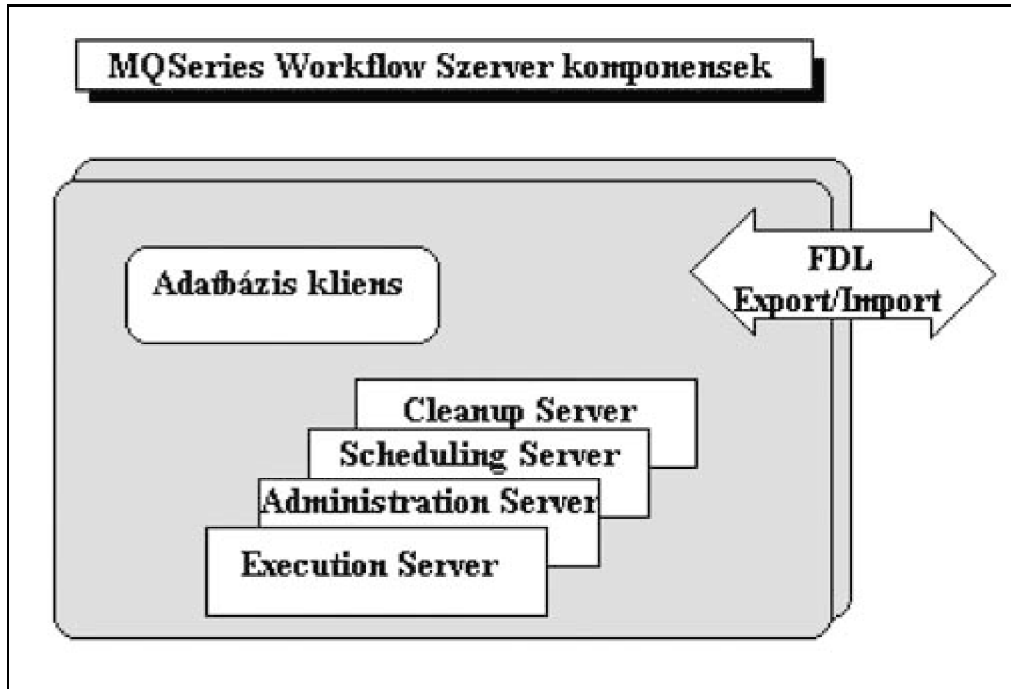 MQSeries Workflow Szerver komponensek
Adatbázis kliens
FDL
Export/Import
Cleanup Server
Scheduling Server
Administration Server
Execution Server